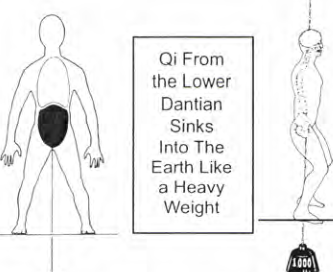 Qi From
the Lower
Dantian
Sinks
Into The
Earth Like
a Heavy
Weight
1000